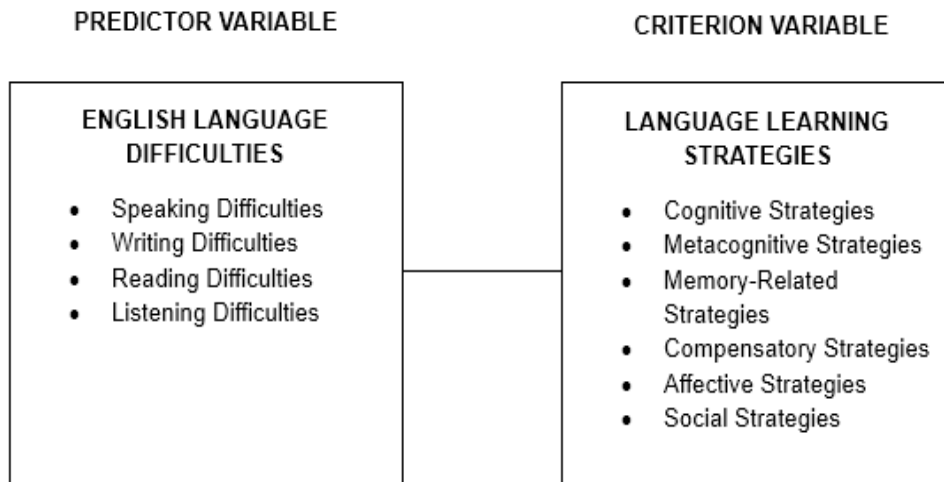 PREDICTOR VARIABLE
CRITERION VARIABLE
ENGLISH LANGUAGE
DIFFICULTIES
• Speaking Difficulties
• Writing Difficulties
• Reading Difficulties
• Listening Difficulties
LANGUAGE LEARNING
STRATEGIES
• Cognitive Strategies
• Metacognitive Strategies
• Memory-Related
Strategies
• Compensatory Strategies
• Affective Strategies
• Social Strategies